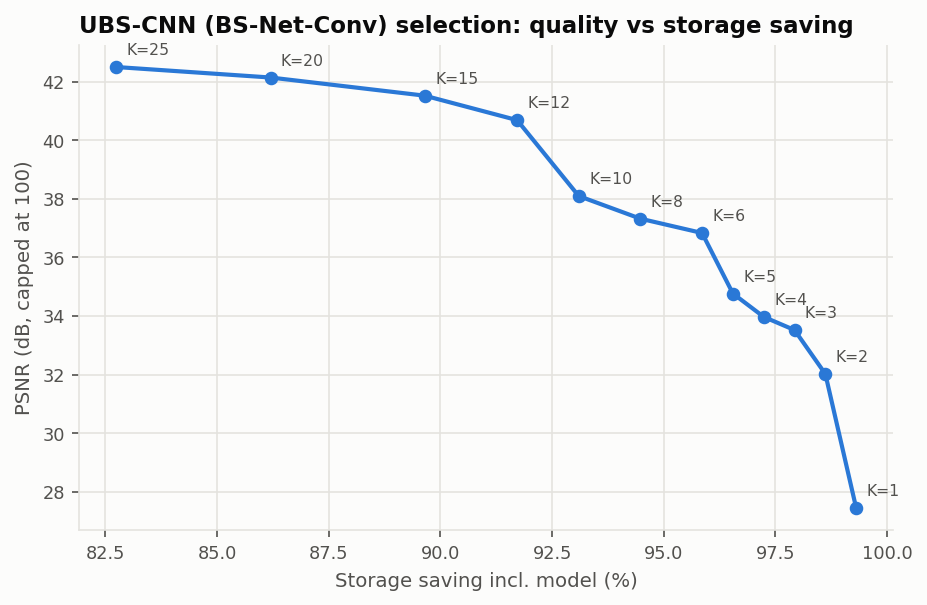 UBS-CNN (BS-Net-Conv) selection: quality vs storage saving
PSNR (dB, capped at 100)
42
40
38
36
34
32
30
28
K=25
K=20
K=15
K=12
K=10
K=8
K=6
K=5
K=4
K=3
K=2
K=1
82.5
85.0
87.5
90.0
92.5
95.0
97.5
100.0
Storage saving incl. model (%)